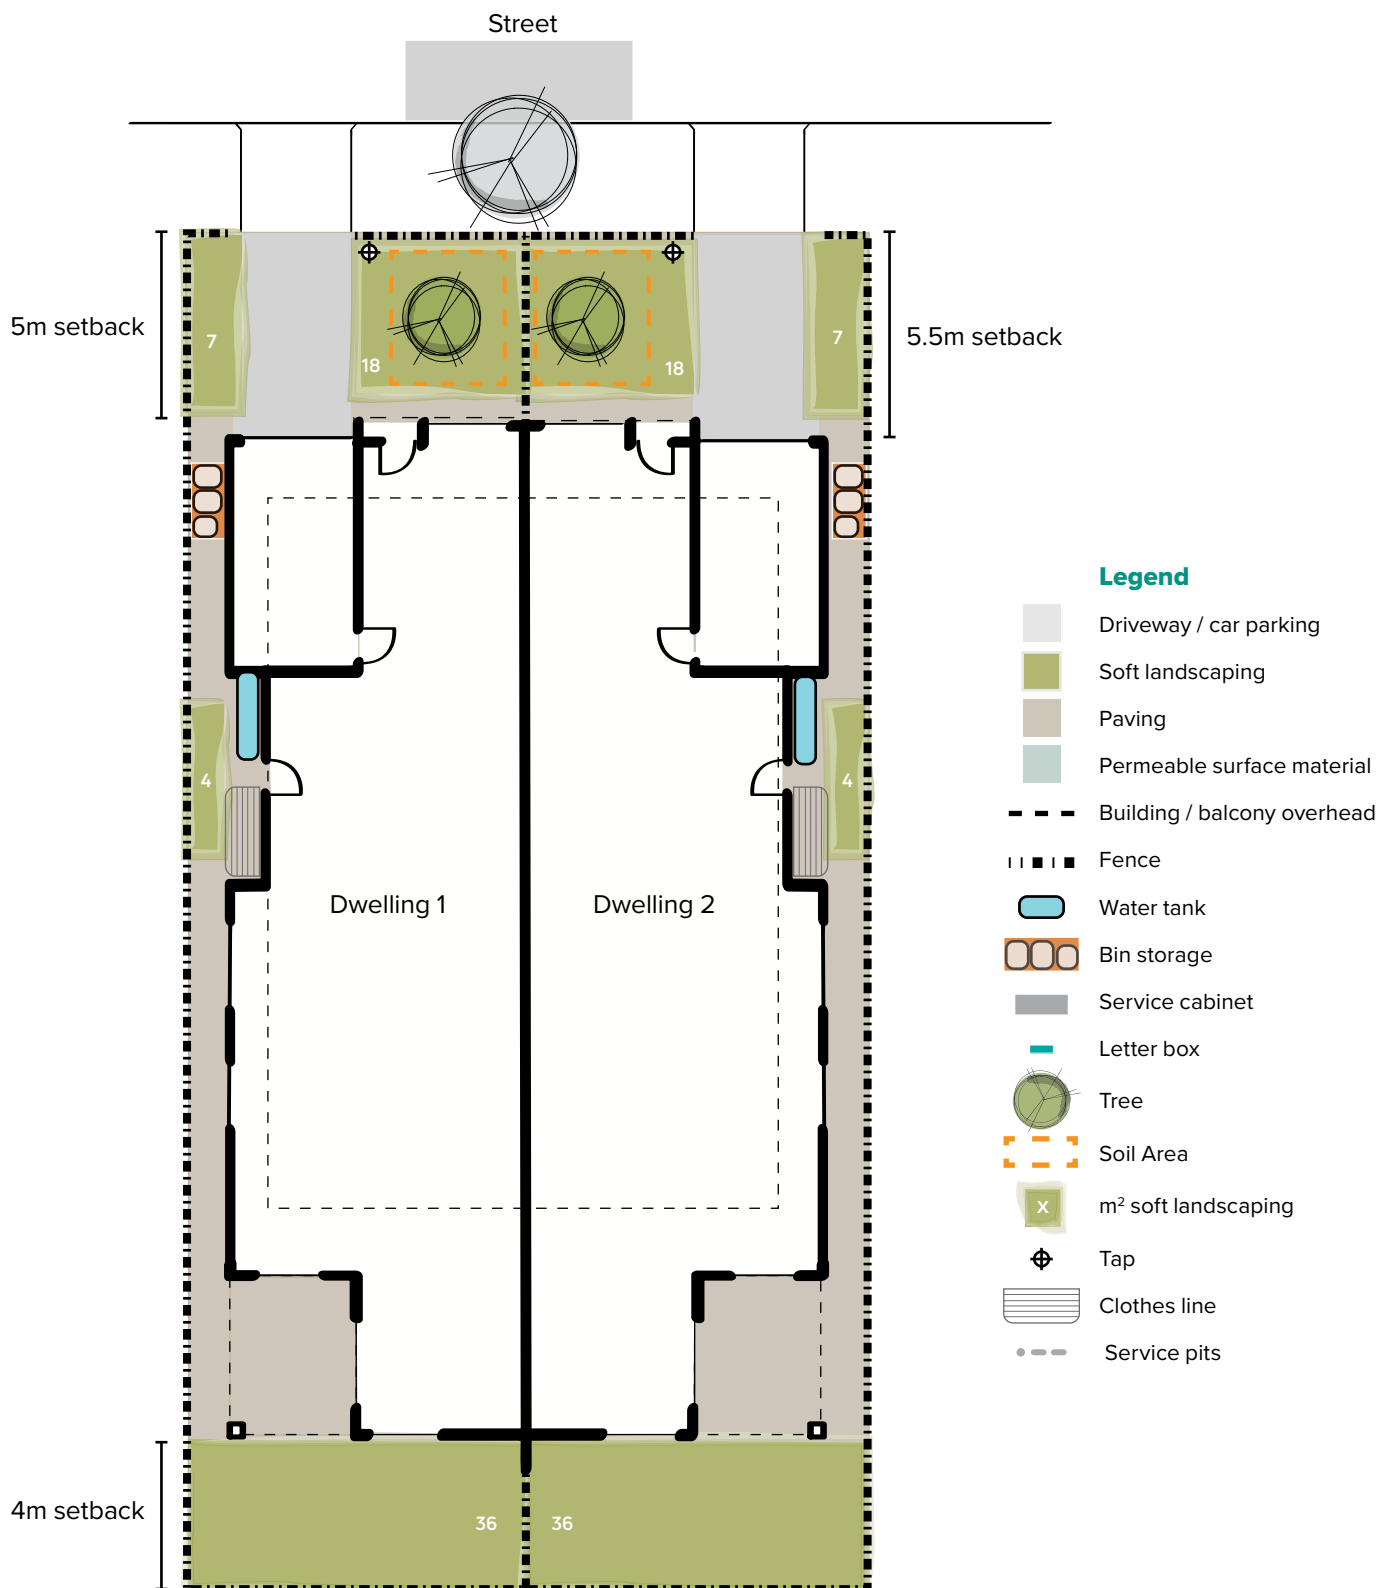 Street
5m setback
5.5m setback
7
7
18
18
4
4
Dwelling 1
Dwelling 2
36
36
4m setback
Legend
Driveway / car parking
Soft landscaping
Paving
Permeable surface material
Building / balcony overhead
Fence
Water tank
Bin storage
Service cabinet
Letter box
Tree
Soil Area
X
m² soft landscaping
Tap
Clothes line
Service pits